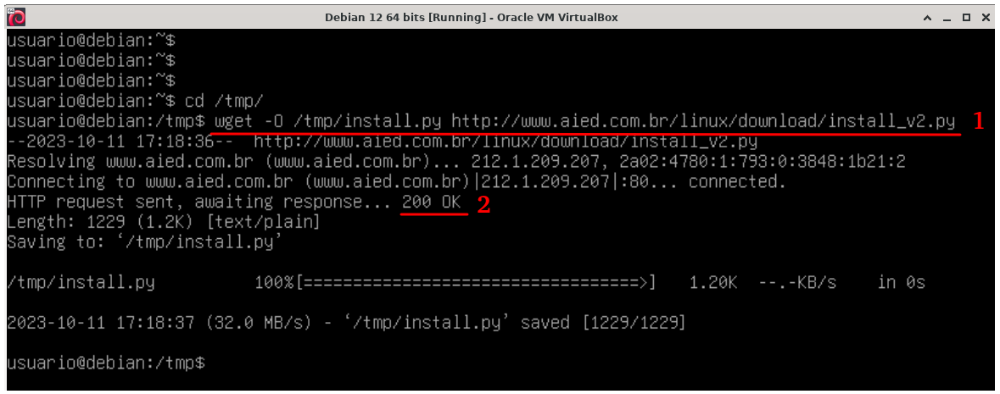 Debian 12 64 bits [Running] - Oracle VM VirtualBox
usuario@debian:~$
usuario@debian:~$
usuario@debian:~$
usuario@debian:~$ cd /tmp/
usuario@debian:/tmp$ wget -O /tmp/install.py http://www.aied.com.br/linux/download/install_v2.py 1
--2023-10-11 17:18:36--  http://www.aied.com.br/linux/download/install_v2.py
Resolving www.aied.com.br (www.aied.com.br)... 212.1.209.207, 2a02:4780:1:793:0:3848:1b21:2
Connecting to www.aied.com.br (www.aied.com.br)|212.1.209.207|:80... connected.
HTTP request sent, awaiting response... 200 OK 2
Length: 1229 (1.2K) [text/plain]
Saving to: ‘/tmp/install.py’
/tmp/install.py 100%[==================================>] 1.20K --.-KB/s in 0s
2023-10-11 17:18:37 (32.0 MB/s) - ‘/tmp/install.py’ saved [1229/1229]
usuario@debian:/tmp$